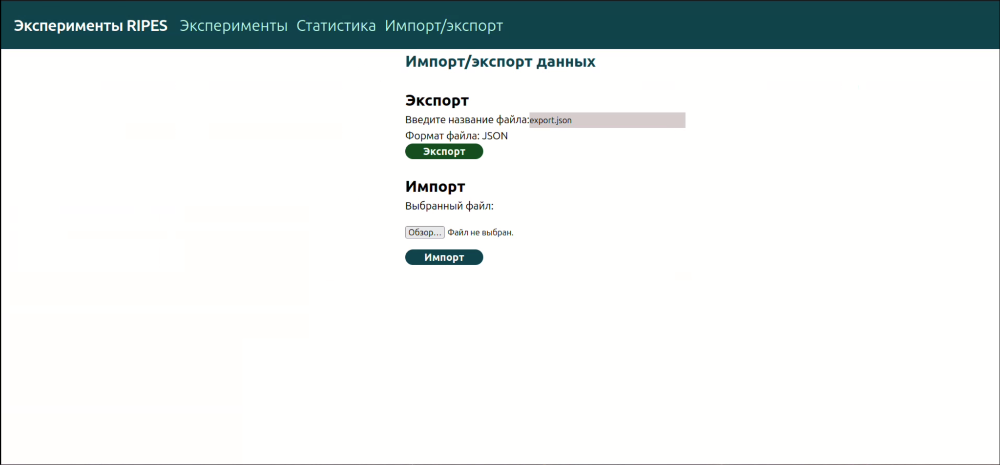 Эксперименты RIPES Эксперименты Статистика Импорт/экспорт
Импорт/экспорт данных
Экспорт
Введите название файла:export.json
Формат файла: JSON
Экспорт
Импорт
Выбранный файл:
Обзор... Файл не выбран.
Импорт